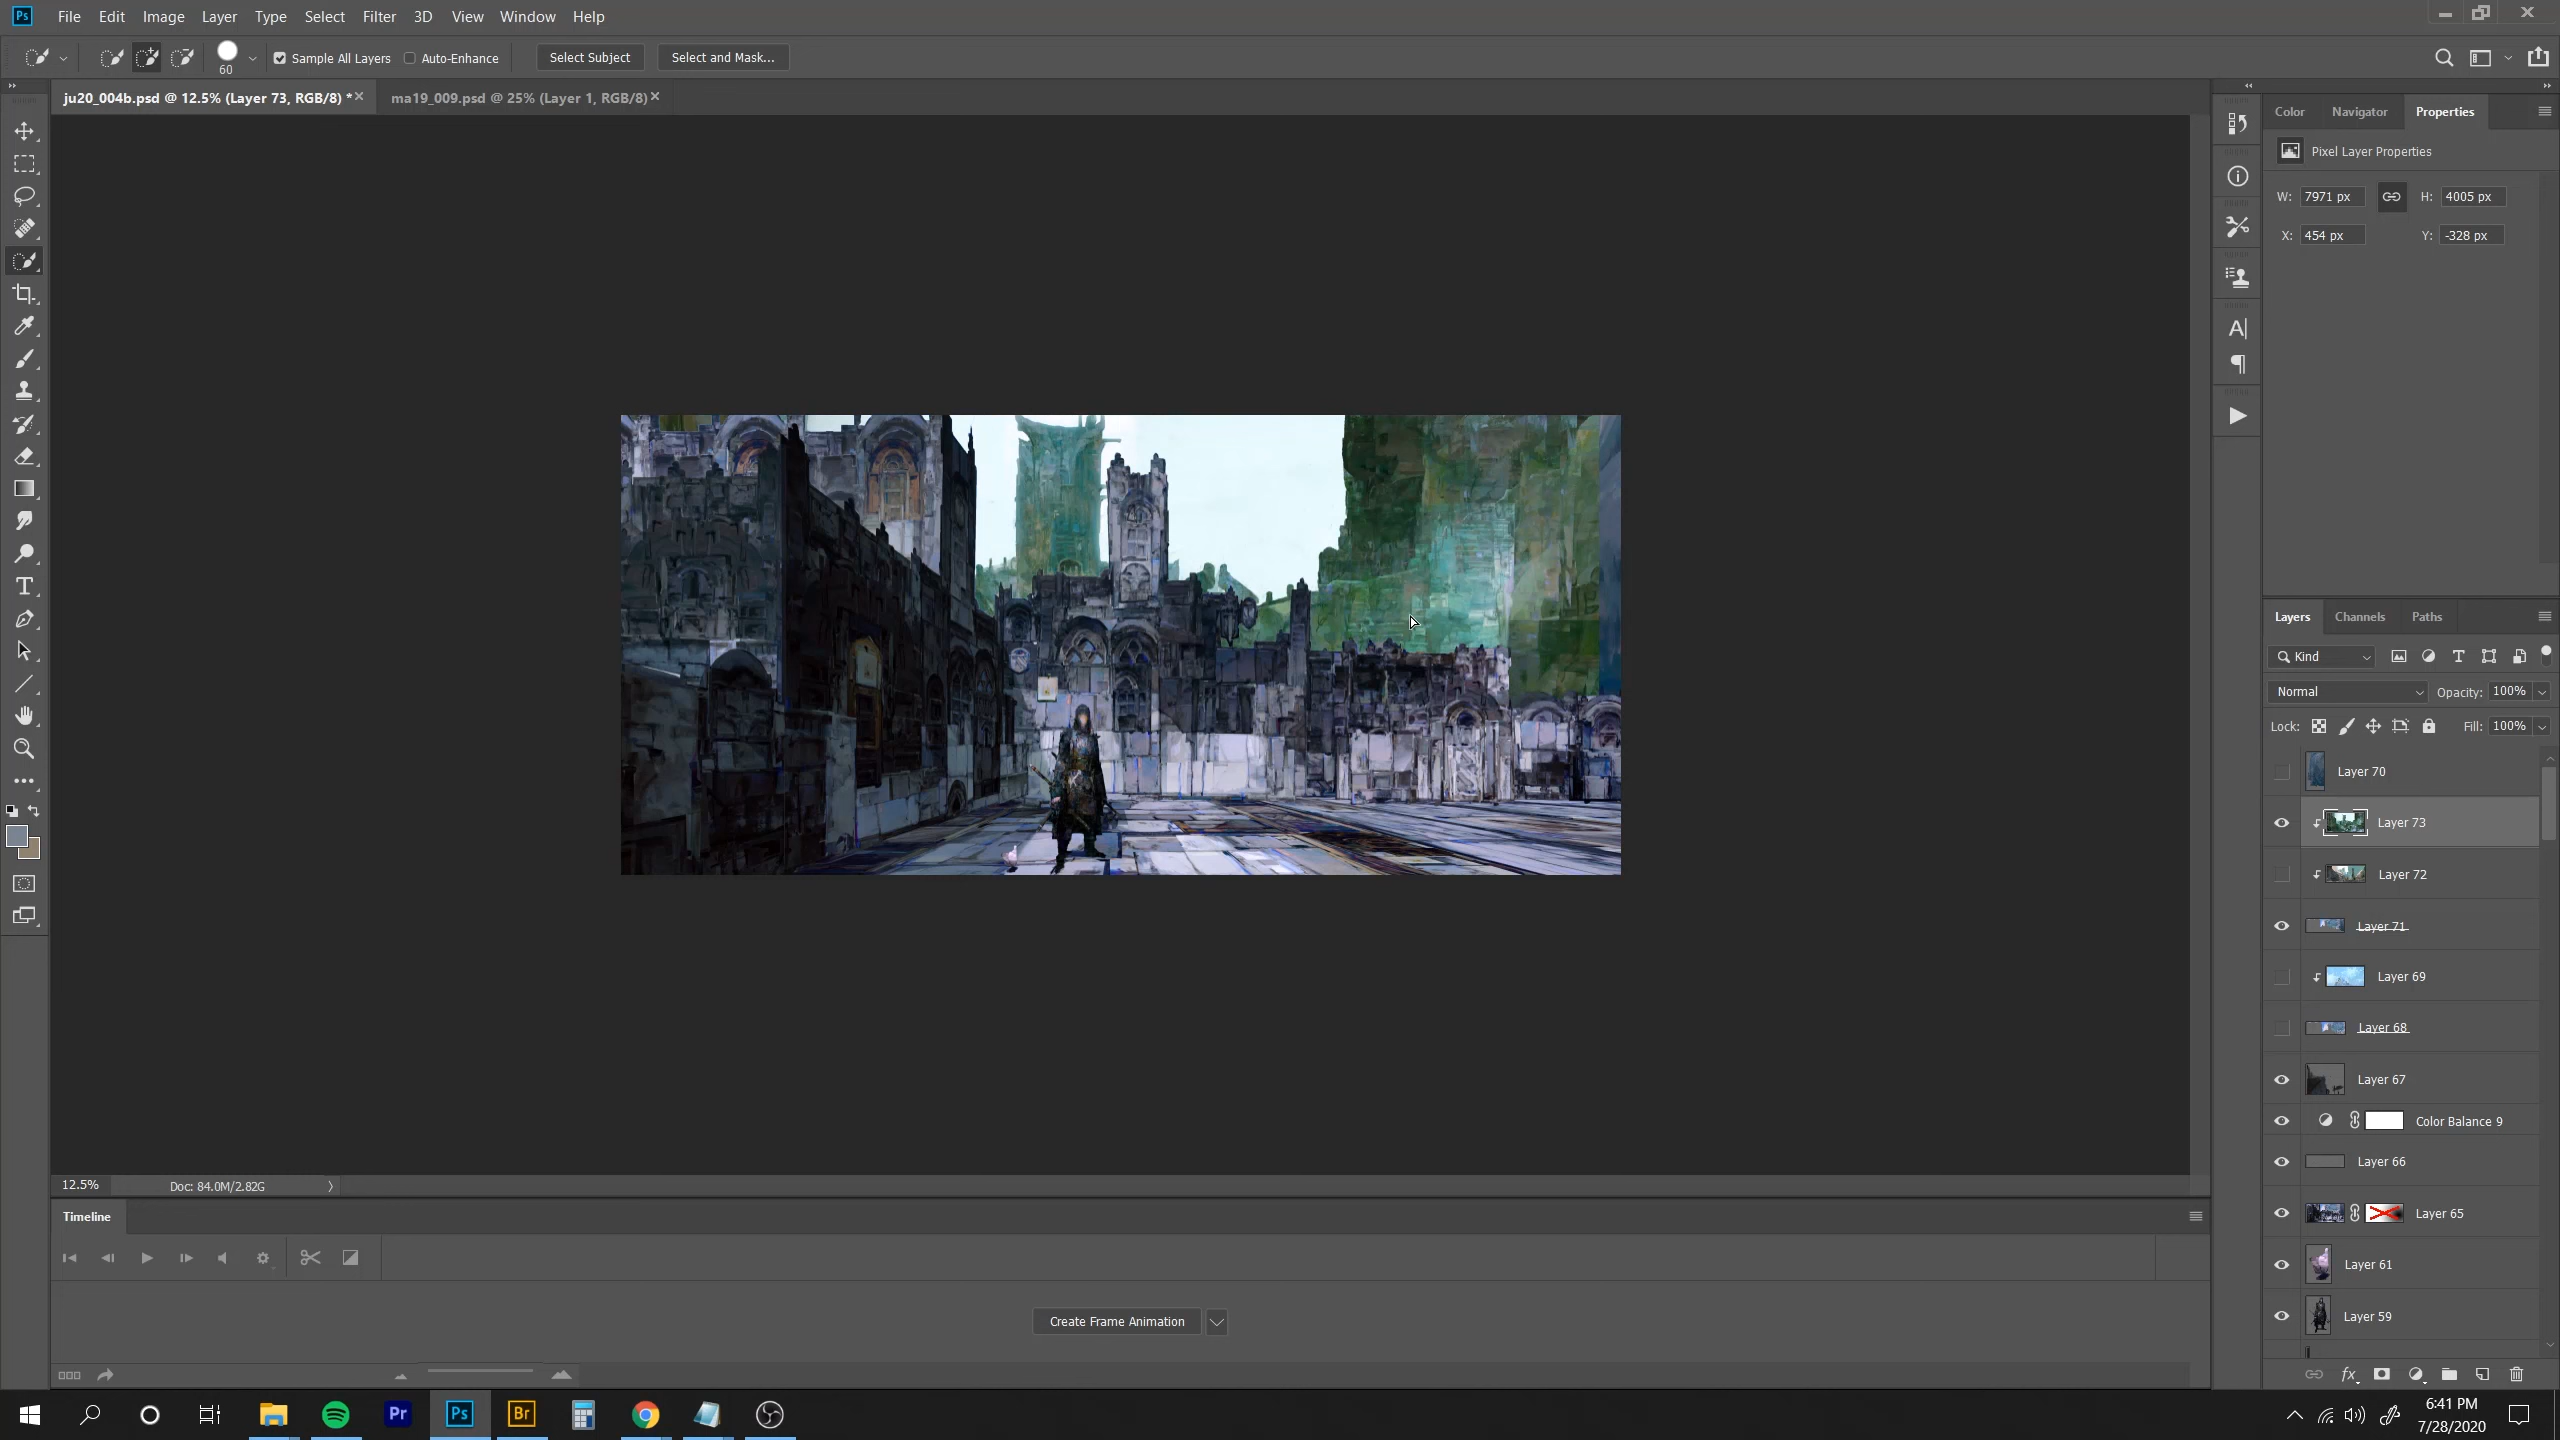 Ps File Edit Image Layer Type Select Filter 3D View Window Help
60 Sample All Layers Auto-Enhance Select Subject Select and Mask...
ju20_004b.psd @ 12.5% (Layer 73, RGB/8) * ma19_009.psd @ 25% (Layer 1, RGB/8)
Color Navigator Properties
Pixel Layer Properties
W: 7971 px H: 4005 px
X: 454 px Y: -328 px
Layers Channels Paths
Kind
Normal Opacity: 100%
Lock: Fill: 100%
Layer 70
Layer 73
Layer 72
Layer 71
Layer 69
Layer 68
Layer 67
Color Balance 9
Layer 66
Layer 65
Layer 61
Layer 59
12.5% Doc: 84.0M/2.82G
Timeline
Create Frame Animation
fx
Pr Ps Br
6:41 PM
7/28/2020